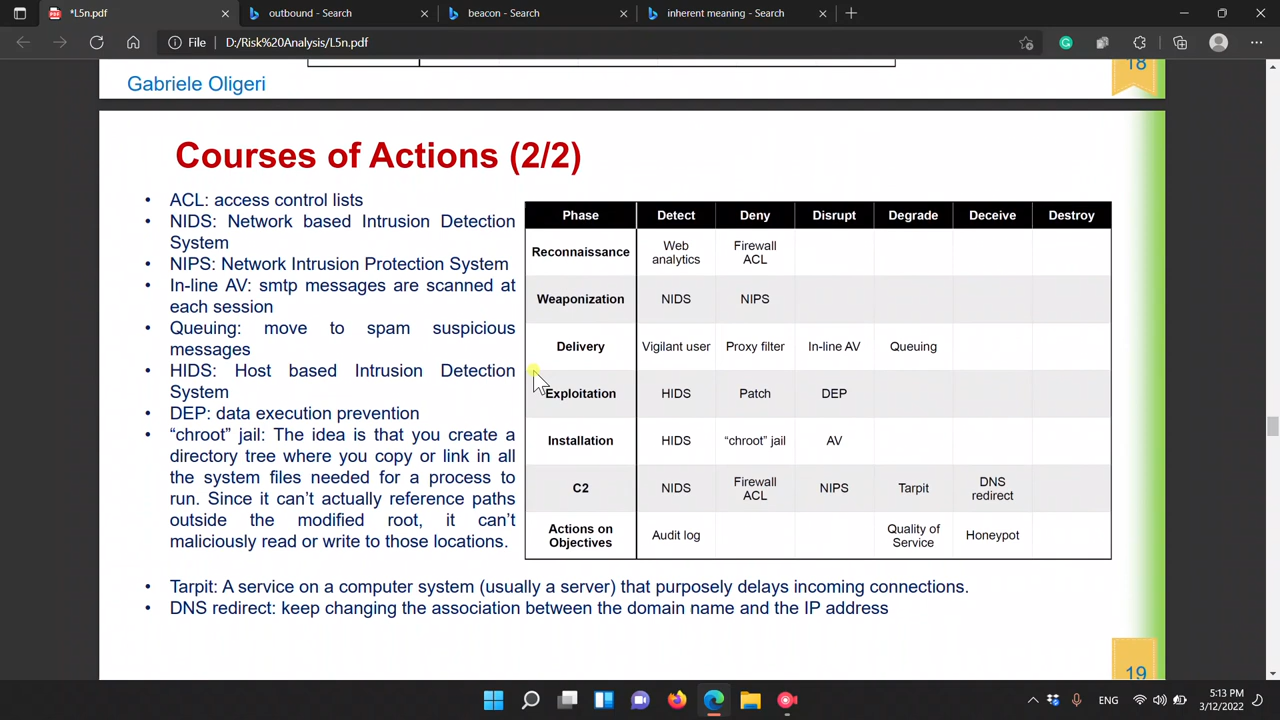 *L5n.pdf
outbound - Search
beacon - Search
inherent meaning - Search
File
D:/Risk%20Analysis/L5n.pdf
18
Gabriele Oligeri
Courses of Actions (2/2)
• ACL: access control lists
• NIDS: Network based Intrusion Detection
System
• NIPS: Network Intrusion Protection System
• In-line AV: smtp messages are scanned at
each session
• Queuing: move to spam suspicious
messages
• HIDS: Host based Intrusion Detection
System
• DEP: data execution prevention
• “chroot” jail: The idea is that you create a
directory tree where you copy or link in all
the system files needed for a process to
run. Since it can’t actually reference paths
outside the modified root, it can’t
maliciously read or write to those locations.
Phase Detect Deny Disrupt Degrade Deceive Destroy
Reconnaissance Web analytics Firewall ACL
Weaponization NIDS NIPS
Delivery Vigilant user Proxy filter In-line AV Queuing
Exploitation HIDS Patch DEP
Installation HIDS “chroot” jail AV
C2 NIDS Firewall ACL NIPS Tarpit DNS redirect
Actions on Objectives Audit log Quality of Service Honeypot
• Tarpit: A service on a computer system (usually a server) that purposely delays incoming connections.
• DNS redirect: keep changing the association between the domain name and the IP address
19
ENG
5:13 PM
3/12/2022